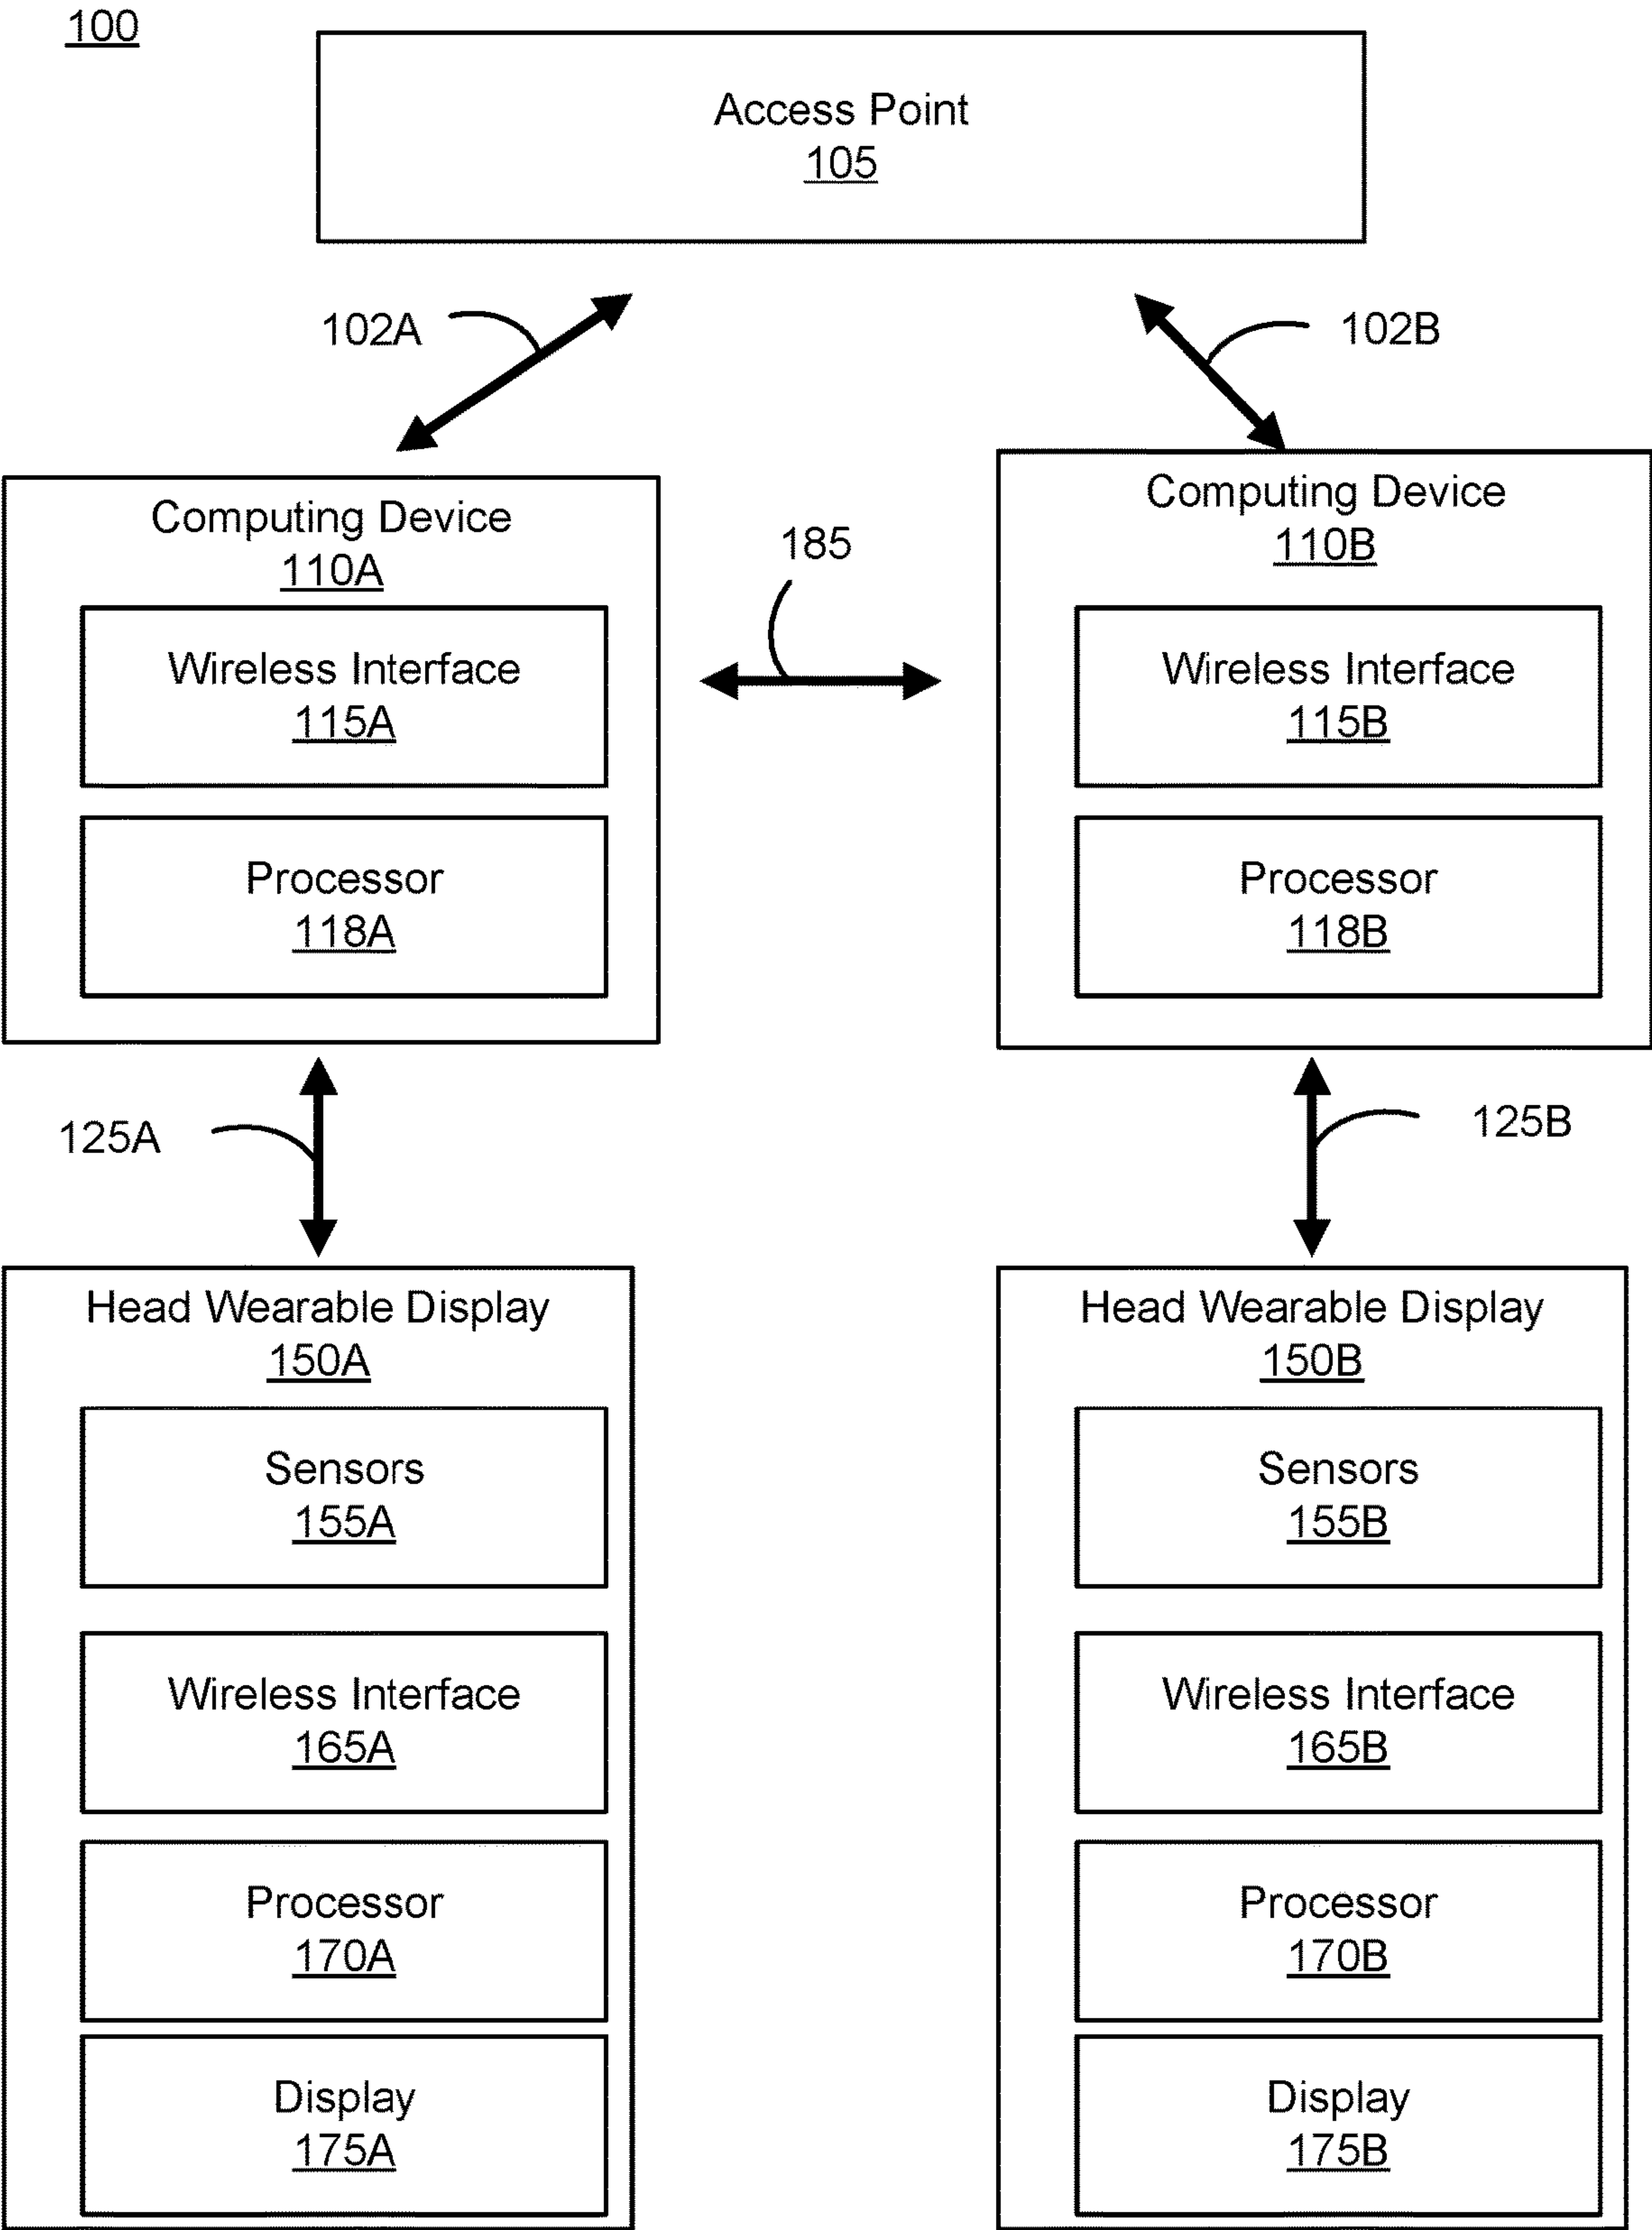 100
Access Point
105
102A
102B
Computing Device
110A
Wireless Interface
115A
Processor
118A
185
Computing Device
110B
Wireless Interface
115B
Processor
118B
125A
125B
Head Wearable Display
150A
Sensors
155A
Wireless Interface
165A
Processor
170A
Display
175A
Head Wearable Display
150B
Sensors
155B
Wireless Interface
165B
Processor
170B
Display
175B